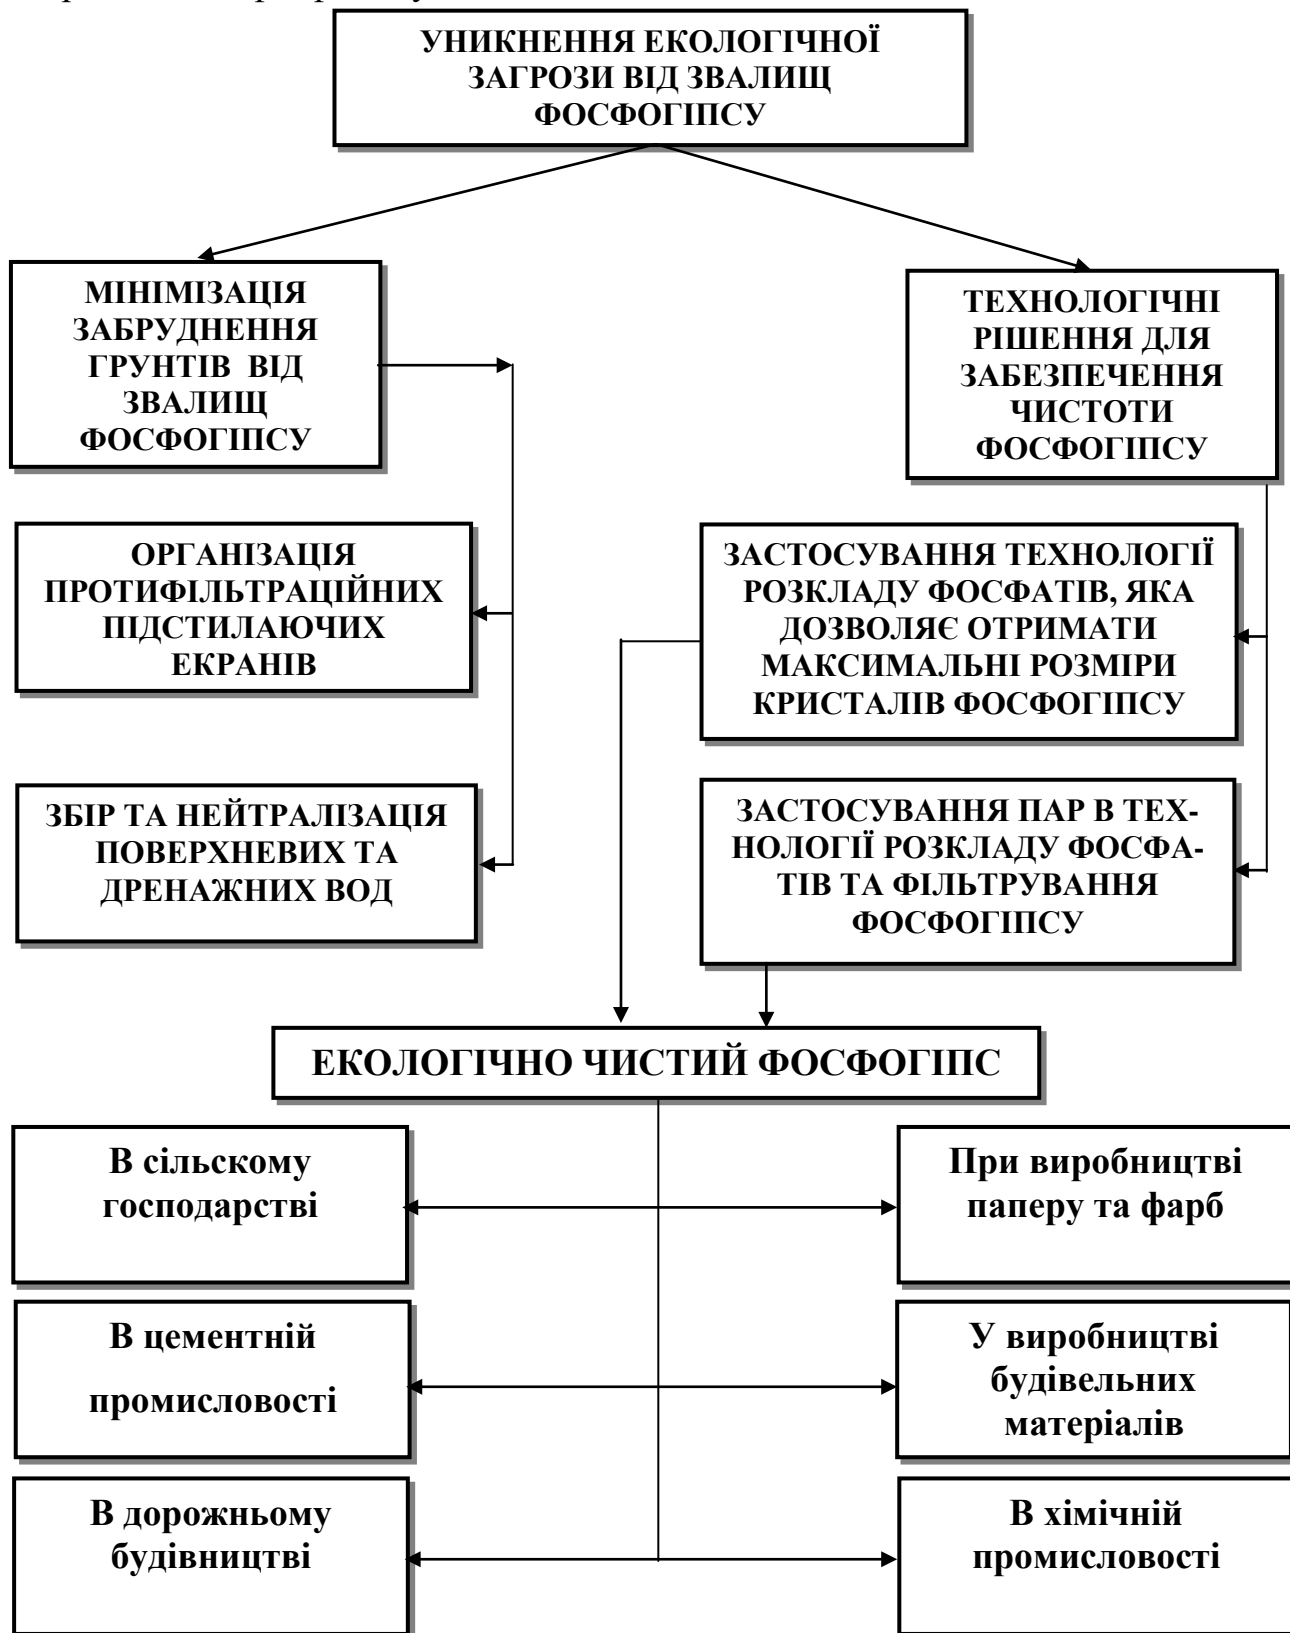 УНИКНЕННЯ ЕКОЛОГІЧНОЇ
ЗАГРОЗИ ВІД ЗВАЛИЩ
ФОСФОГІПСУ
МІНІМІЗАЦІЯ
ЗАБРУДНЕННЯ
ГРУНТІВ ВІД
ЗВАЛИЩ
ФОСФОГІПСУ
ТЕХНОЛОГІЧНІ
РІШЕННЯ ДЛЯ
ЗАБЕЗПЕЧЕННЯ
ЧИСТОТИ
ФОСФОГІПСУ
ОРГАНІЗАЦІЯ
ПРОТИФІЛЬТРАЦІЙНИХ
ПІДСТИЛАЮЧИХ
ЕКРАНІВ
ЗАСТОСУВАННЯ ТЕХНОЛОГІЇ
РОЗКЛАДУ ФОСФАТІВ, ЯКА
ДОЗВОЛЯЄ ОТРИМАТИ
МАКСИМАЛЬНІ РОЗМІРИ
КРИСТАЛІВ ФОСФОГІПСУ
ЗБІР ТА НЕЙТРАЛІЗАЦІЯ
ПОВЕРХНЕВИХ ТА
ДРЕНАЖНИХ ВОД
ЗАСТОСУВАННЯ ПАР В ТЕХ-
НОЛОГІЇ РОЗКЛАДУ ФОСФА-
ТІВ ТА ФІЛЬТРУВАННЯ
ФОСФОГІПСУ
ЕКОЛОГІЧНО ЧИСТИЙ ФОСФОГІПС
В сільскому
господарстві
При виробництві
паперу та фарб
В цементній
промисловості
У виробництві
будівельних
матеріалів
В дорожньому
будівництві
В хімічній
промисловості